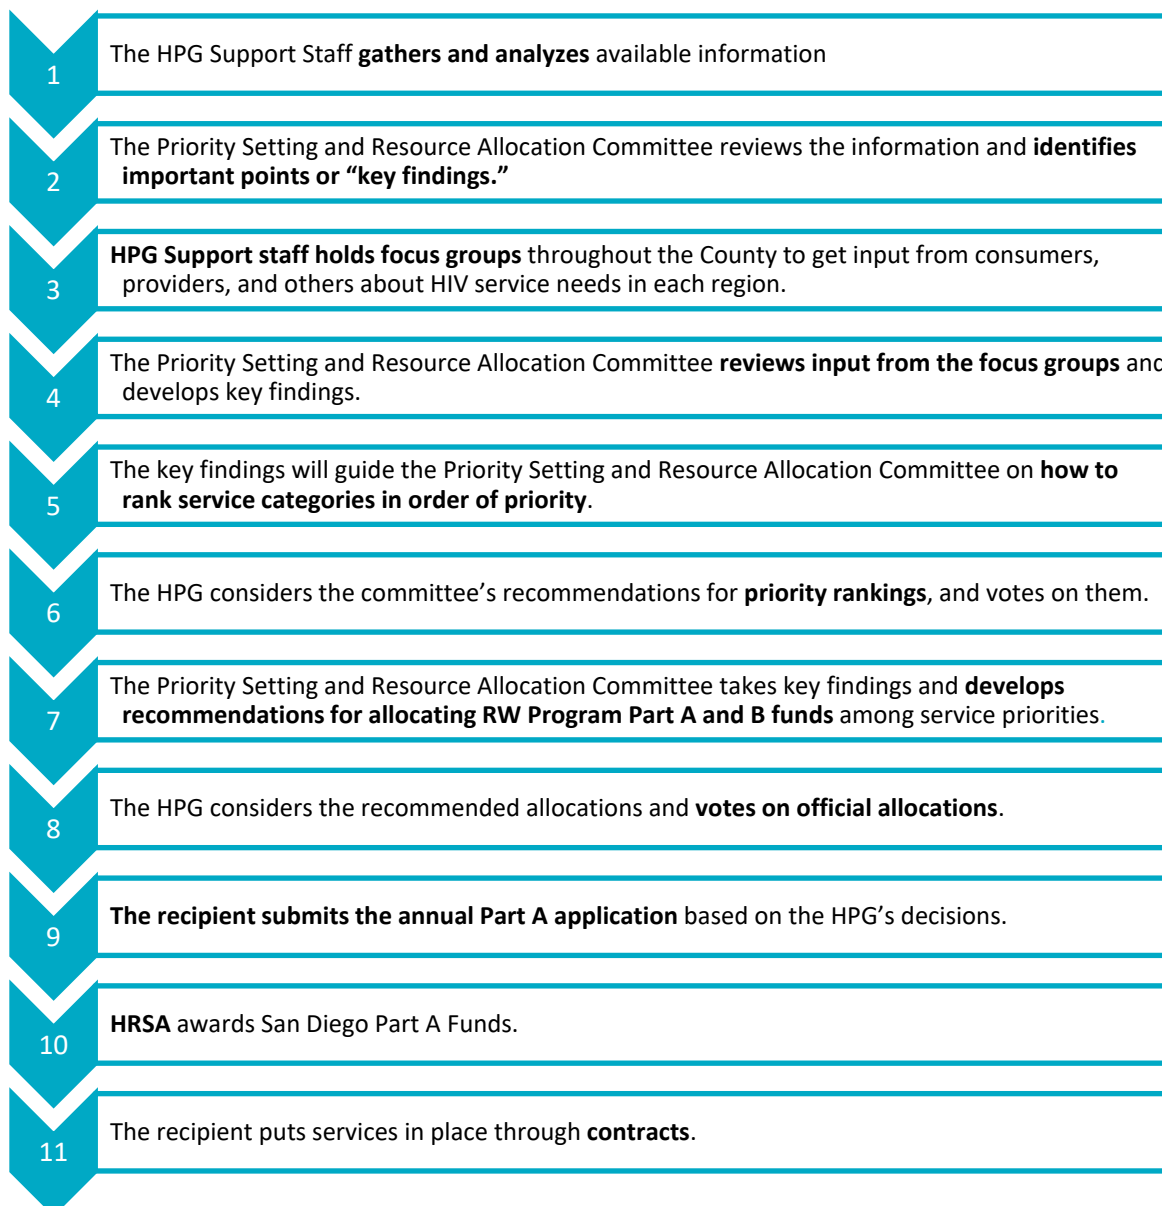 1
The HPG Support Staff gathers and analyzes available information
2
The Priority Setting and Resource Allocation Committee reviews the information and identifies
important points or “key findings.”
3
HPG Support staff holds focus groups throughout the County to get input from consumers,
providers, and others about HIV service needs in each region.
4
The Priority Setting and Resource Allocation Committee reviews input from the focus groups and
develops key findings.
5
The key findings will guide the Priority Setting and Resource Allocation Committee on how to
rank service categories in order of priority.
6
The HPG considers the committee’s recommendations for priority rankings, and votes on them.
7
The Priority Setting and Resource Allocation Committee takes key findings and develops
recommendations for allocating RW Program Part A and B funds among service priorities.
8
The HPG considers the recommended allocations and votes on official allocations.
9
The recipient submits the annual Part A application based on the HPG’s decisions.
10
HRSA awards San Diego Part A Funds.
11
The recipient puts services in place through contracts.